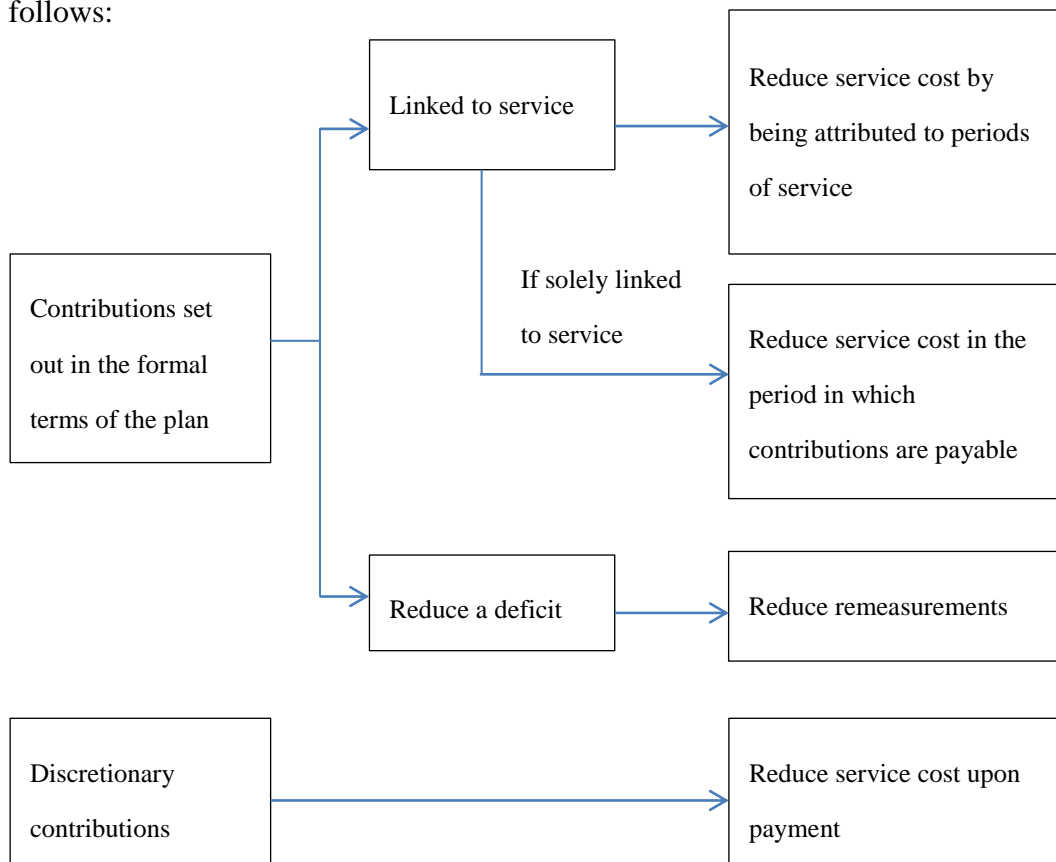 follows:
Linked to service
Reduce service cost by
being attributed to periods
of service
Contributions set
out in the formal
terms of the plan
If solely linked
to service
Reduce service cost in the
period in which
contributions are payable
Reduce a deficit
Reduce remeasurements
Discretionary
contributions
Reduce service cost upon
payment